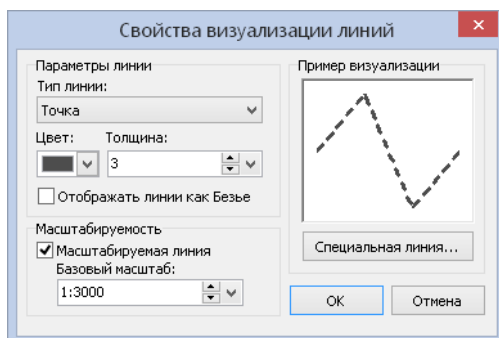 Свойства визуализации линий
Параметры линии
Тип линии:
Точка
Цвет: Толщина:
3
Отображать линии как Безье
Масштабируемость
Масштабируемая линия
Базовый масштаб:
1:3000
Пример визуализации
Специальная линия...
OK Отмена